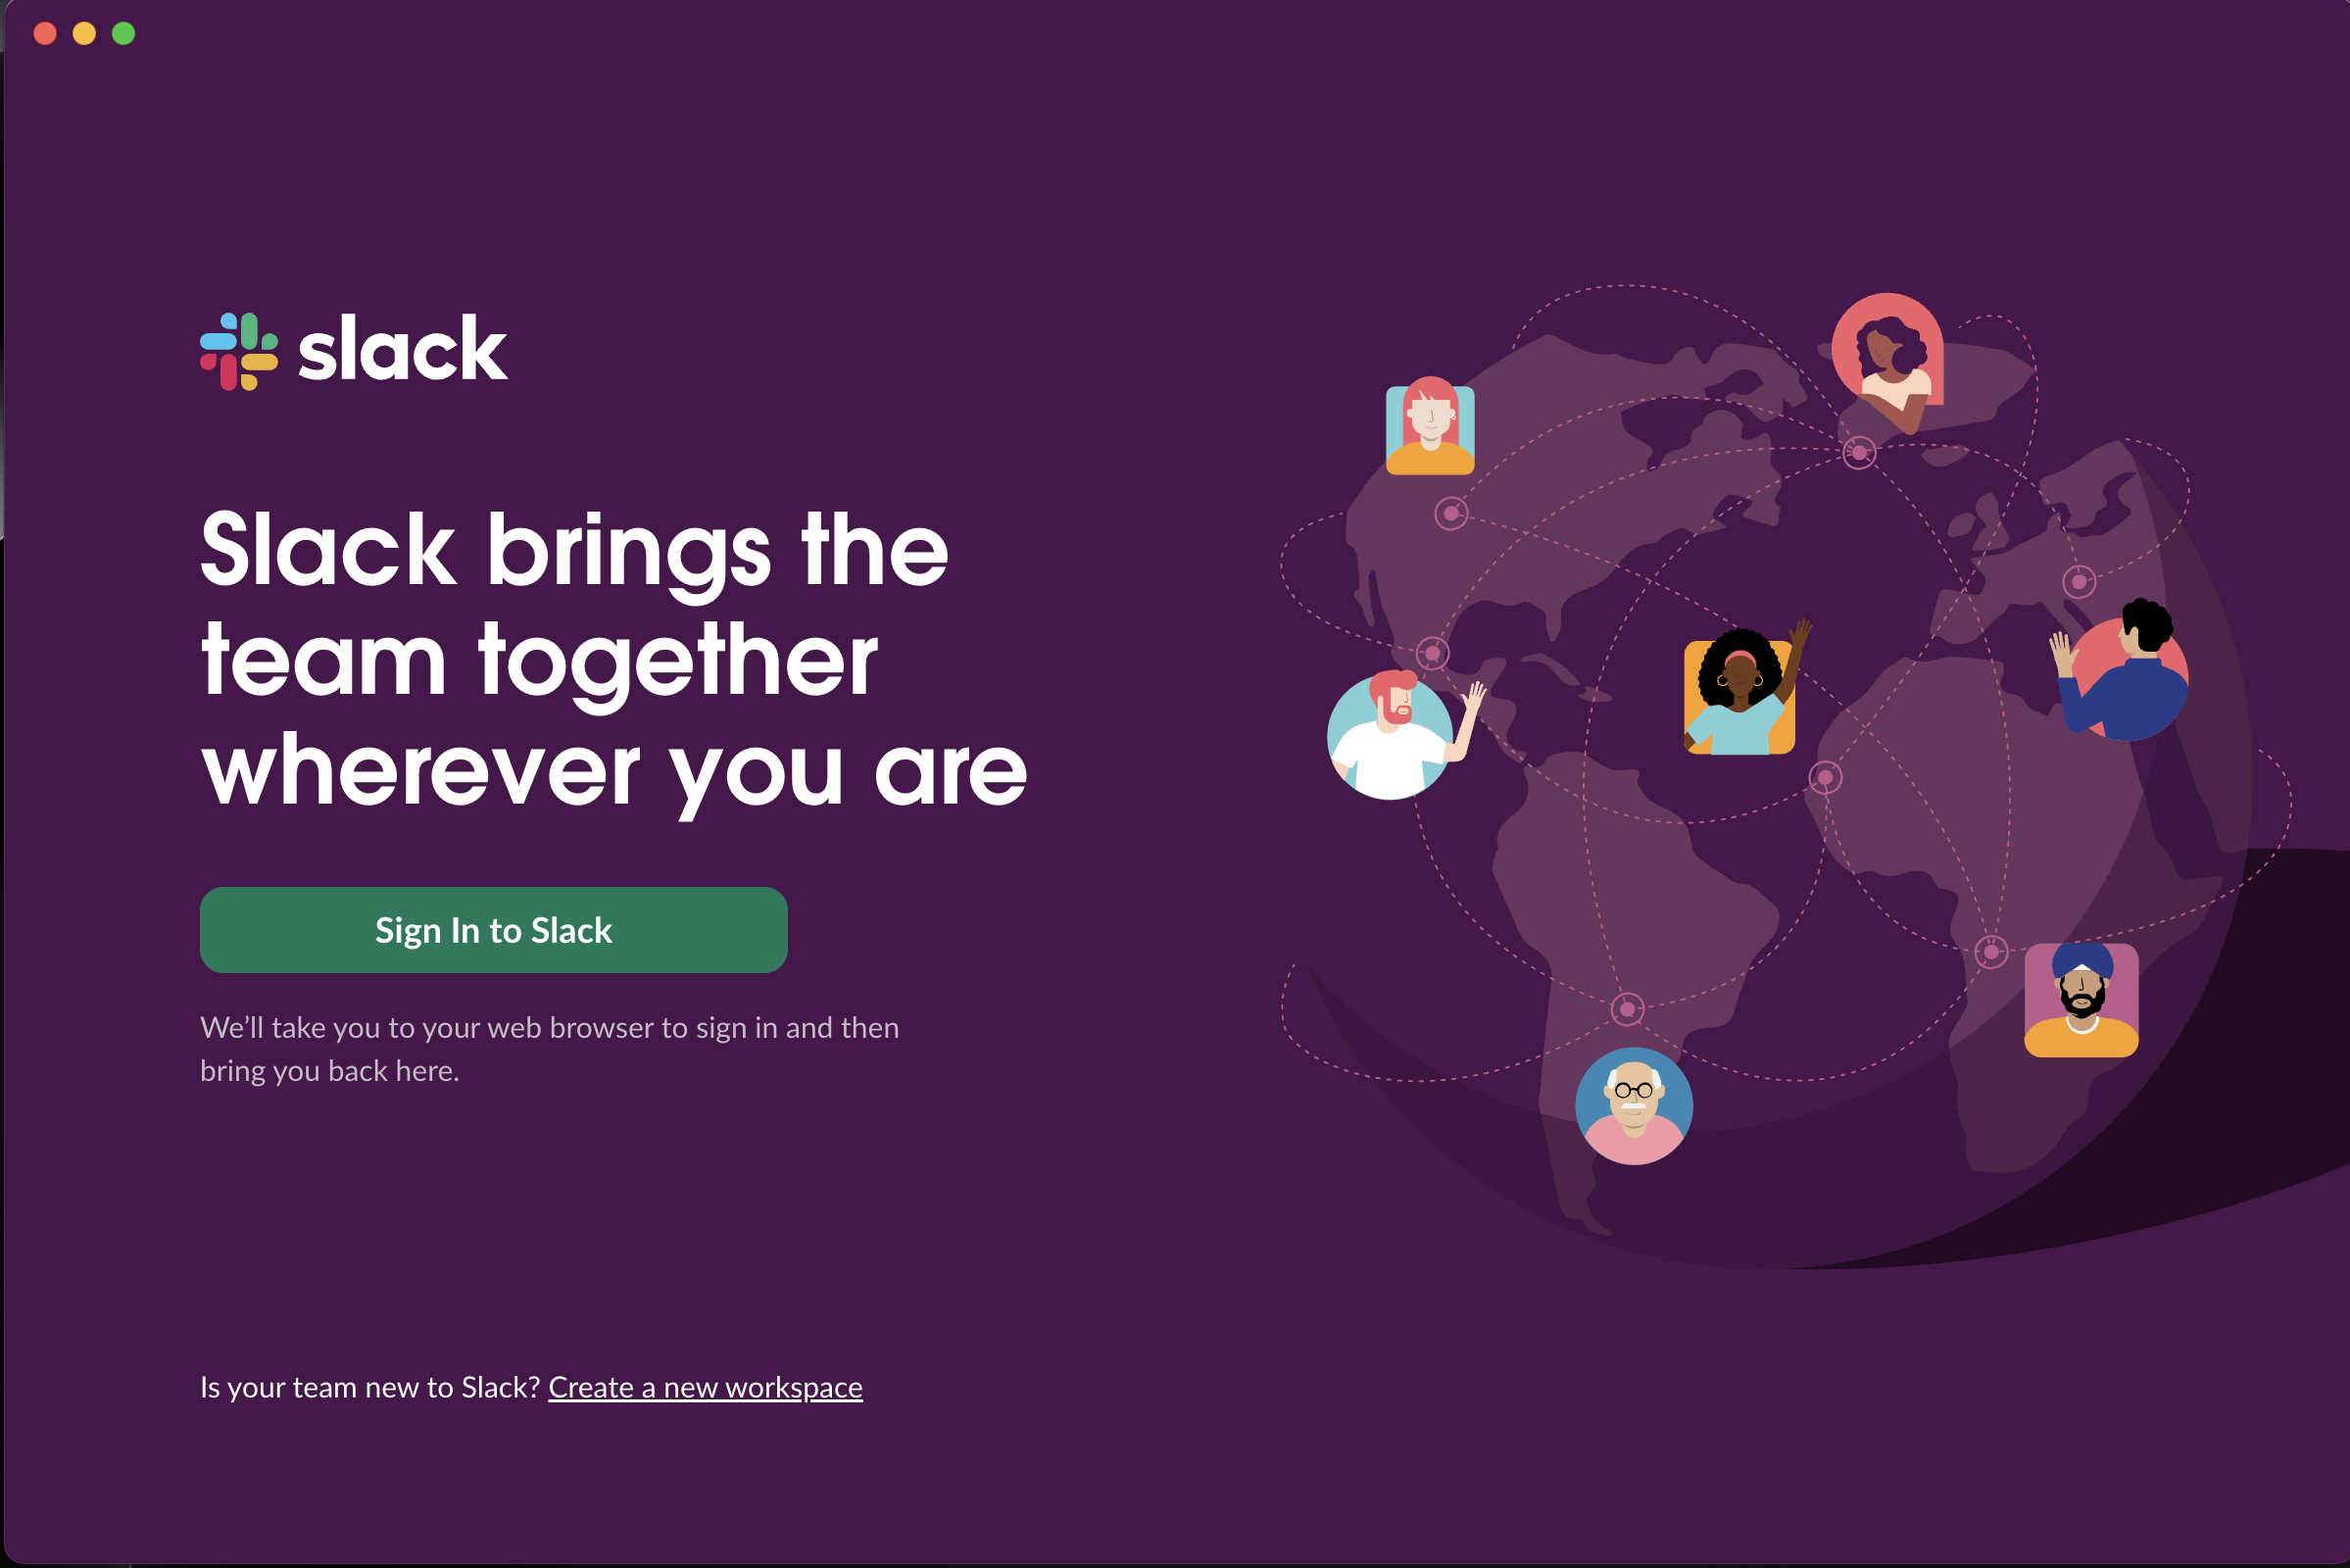 slack
Slack brings the
team together
wherever you are
Sign In to Slack
We’ll take you to your web browser to sign in and then
bring you back here.
Is your team new to Slack? Create a new workspace